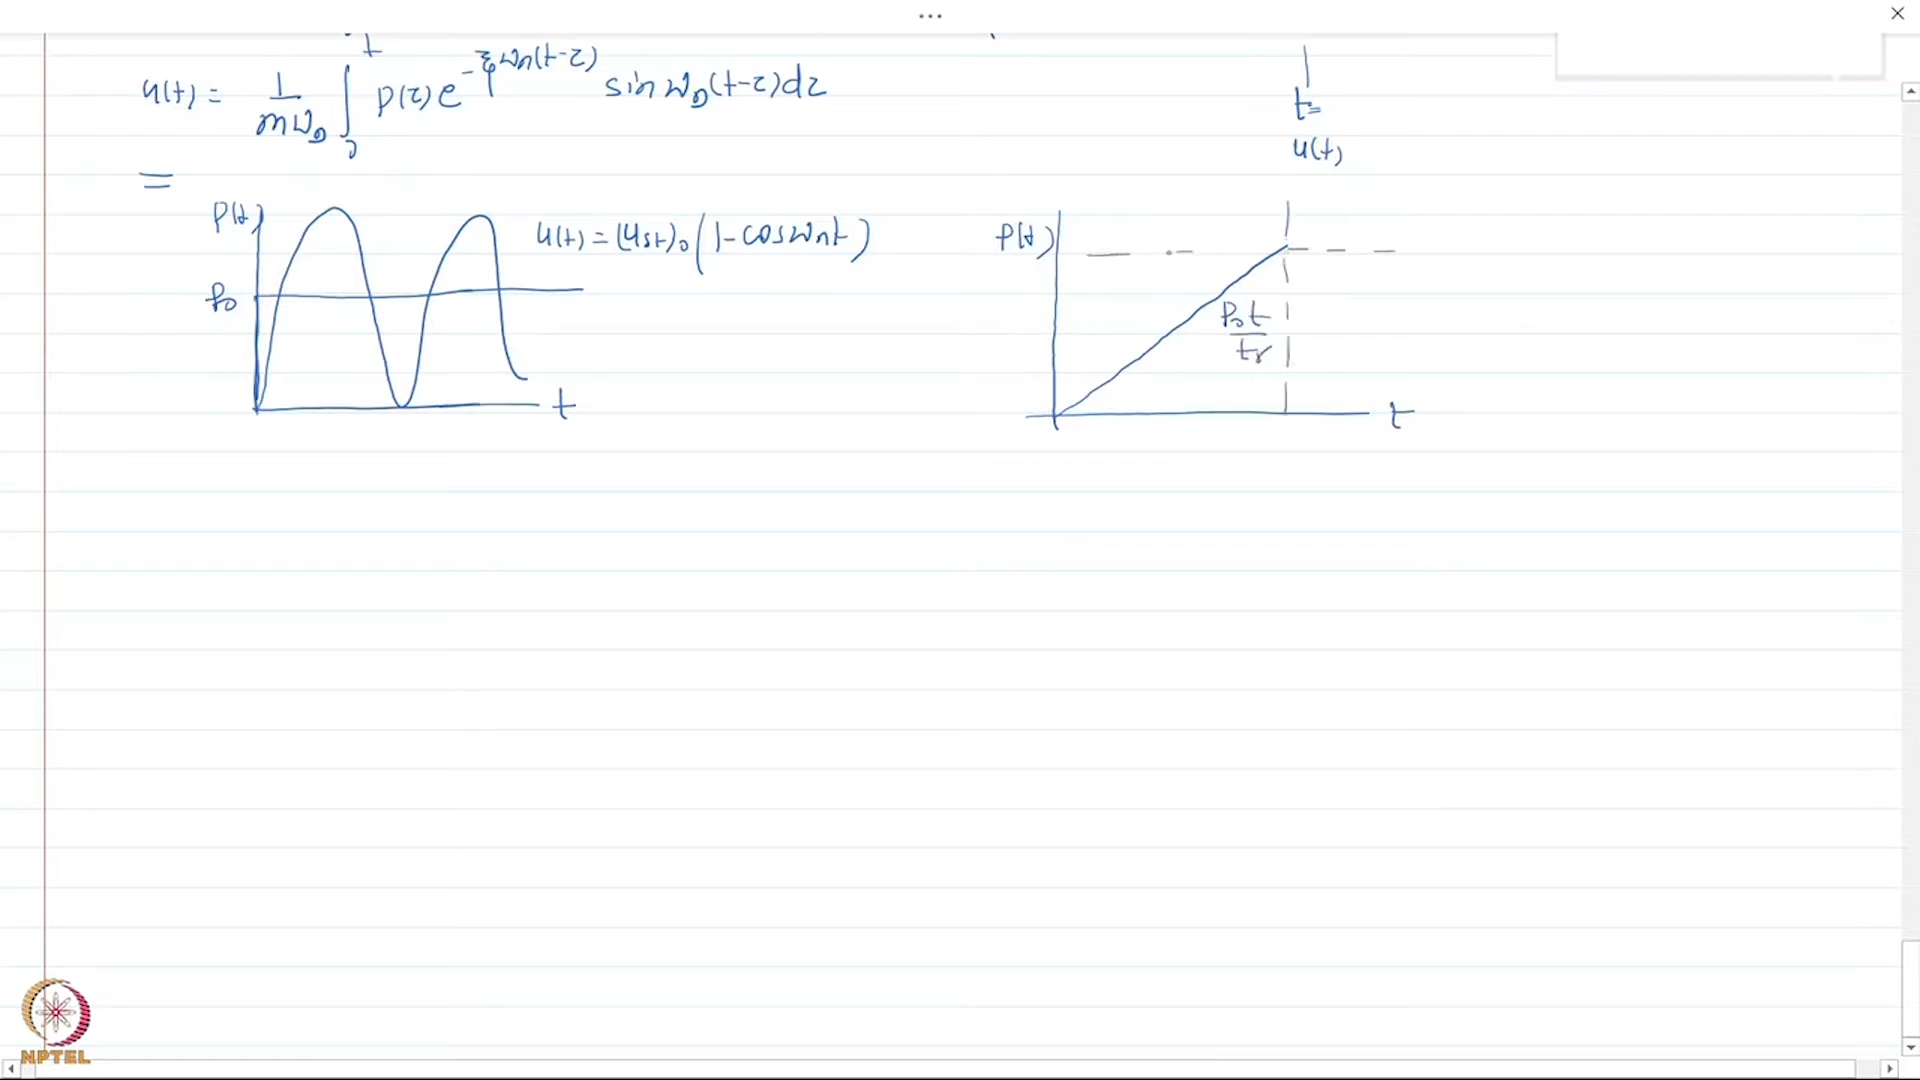 u(t) = 1/mω_D ∫_0^t P(τ) e^{-ξω_n(t-τ)} sin ω_D (t-τ) dτ
t=
u(t)
=
P(t)
u(t) = (u_st)_0 (1 - cos ω_n t)
P_0
t
P(t)
P_0 t / t_r
t
NPTEL